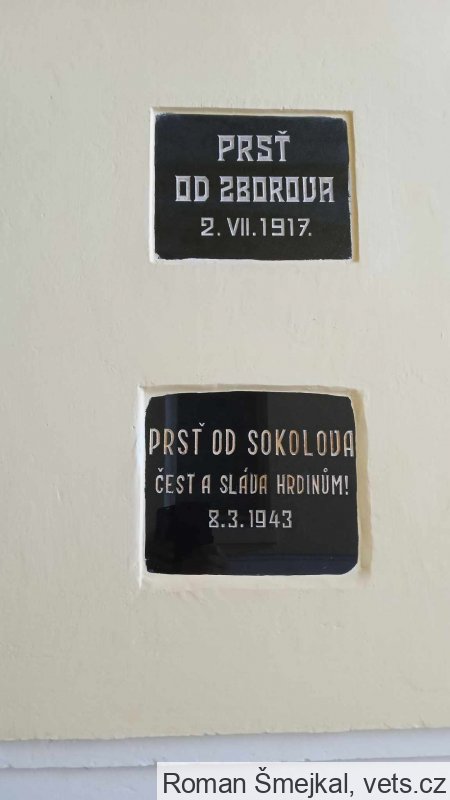 PRSŤ
OD ZBOROVA
2. VII. 1917.
PRSŤ OD SOKOLOVA
ČEST A SLÁVA HRDINŮM!
8.3.1943
Roman Šmejkal, vets.cz